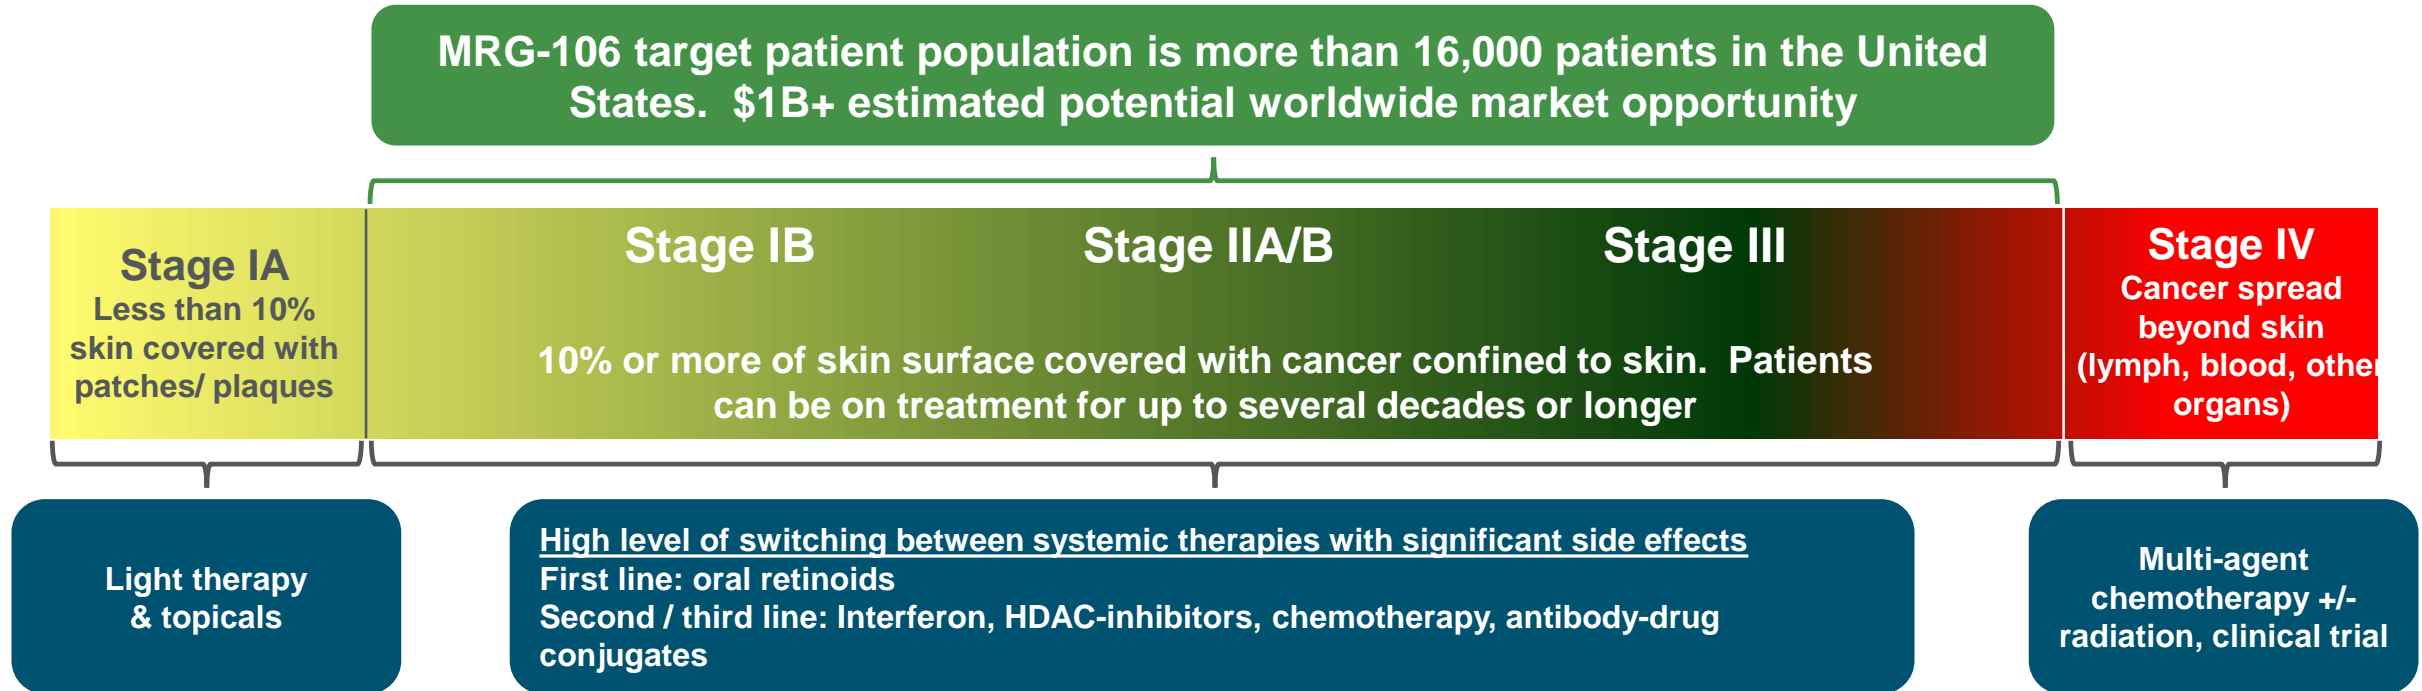 MRG-106 target patient population is more than 16,000 patients in the United
States.  $1B+ estimated potential worldwide market opportunity
Stage IA
Less than 10%
skin covered with
patches/ plaques
Stage IB
Stage IIA/B
Stage III
10% or more of skin surface covered with cancer confined to skin.  Patients
can be on treatment for up to several decades or longer
Stage IV
Cancer spread
beyond skin
(lymph, blood, other
organs)
Light therapy
& topicals
High level of switching between systemic therapies with significant side effects
First line: oral retinoids
Second / third line: Interferon, HDAC-inhibitors, chemotherapy, antibody-drug
conjugates
Multi-agent
chemotherapy +/-
radiation, clinical trial